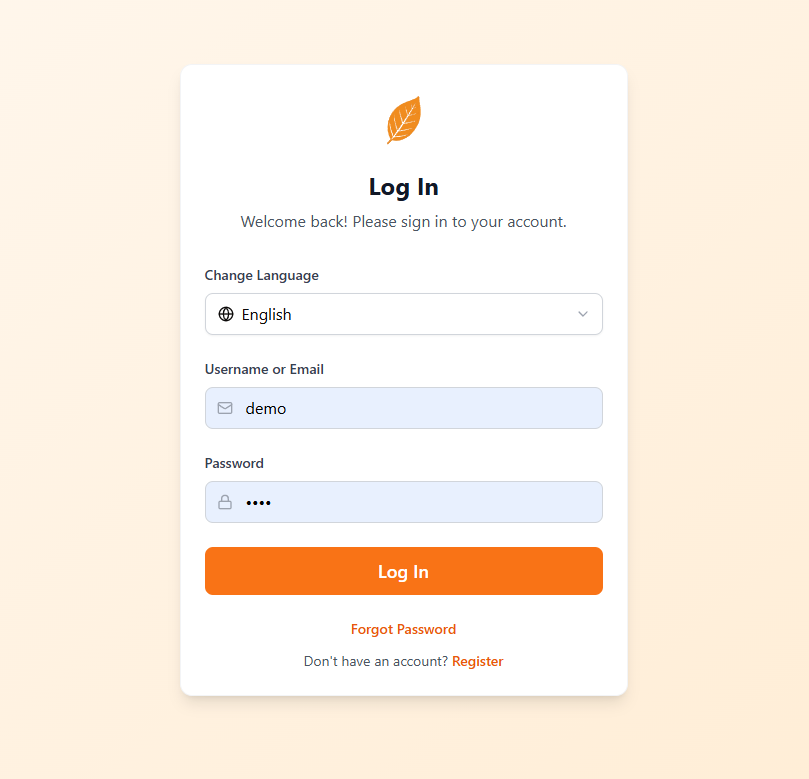 Log In
Welcome back! Please sign in to your account.
Change Language
English
Username or Email
demo
Password
••••
Log In
Forgot Password
Don't have an account? Register